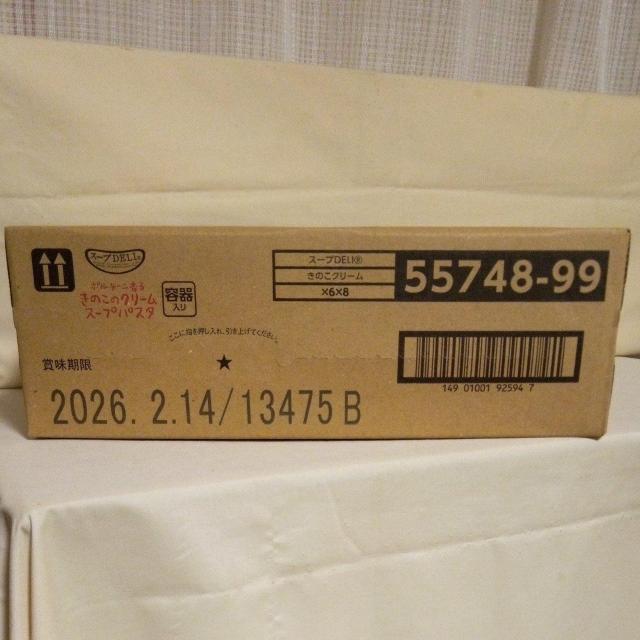 スープDELI®
ポルチーニ香る
きのこのクリーム
スープパスタ
容器
入り
スープDELI®
きのこクリーム
×6×8
55748-99
ここに指を押し入れ、引き上げてください。
★
賞味期限
2026. 2.14/13475 B
149 01001 92594 7